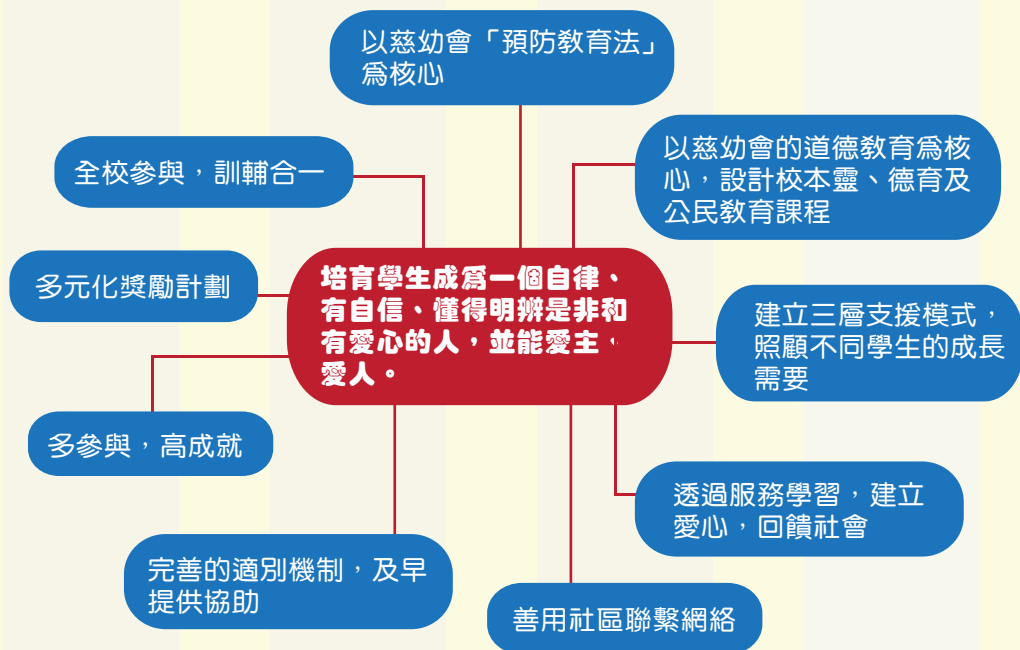 以慈幼會「預防教育法」
為核心
全校參與，訓輔合一
以慈幼會的道德教育為核
心，設計校本靈、德育及
公民教育課程
多元化獎勵計劃
培育學生成為一個自律、
有自信、懂得明辨是非和
有愛心的人，並能愛主、
愛人。
建立三層支援模式，
照顧不同學生的成長
需要
多參與，高成就
透過服務學習，建立
愛心，回饋社會
完善的適別機制，及早
提供協助
善用社區聯繫網絡